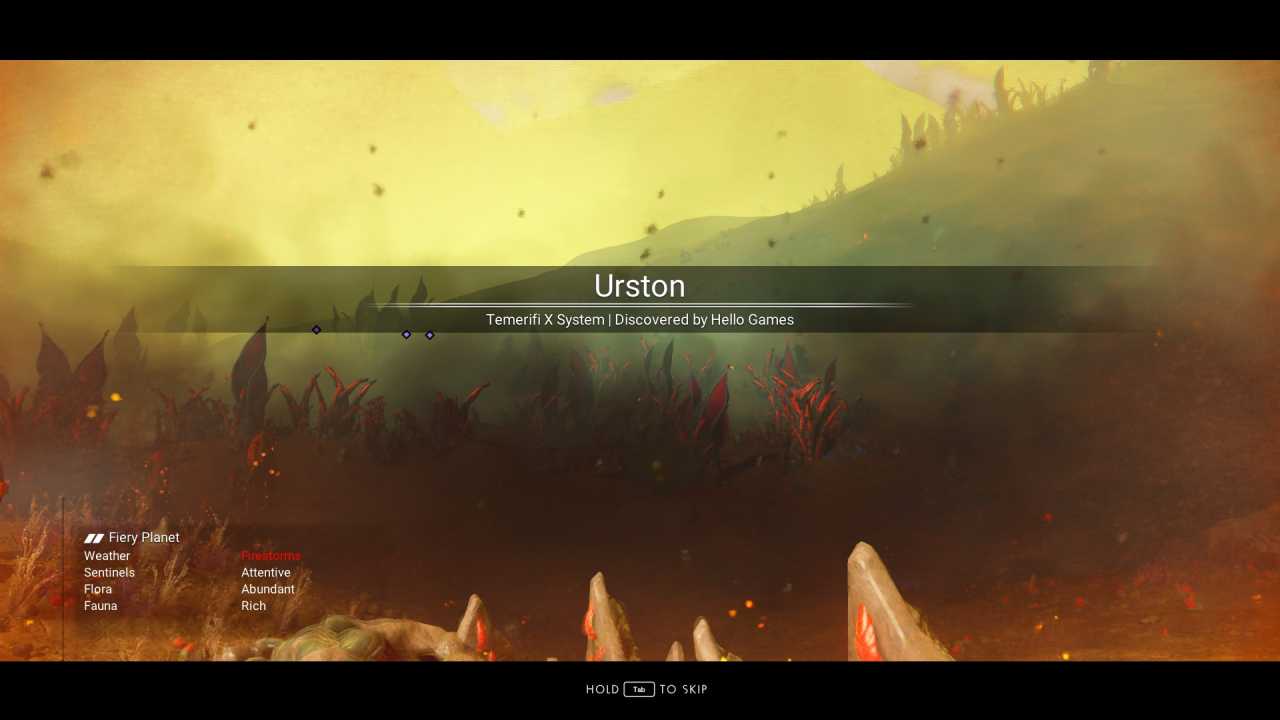 Urston
Temerifi X System | Discovered by Hello Games
Fiery Planet
Weather Firestorms
Sentinels Attentive
Flora Abundant
Fauna Rich
HOLD Tab TO SKIP